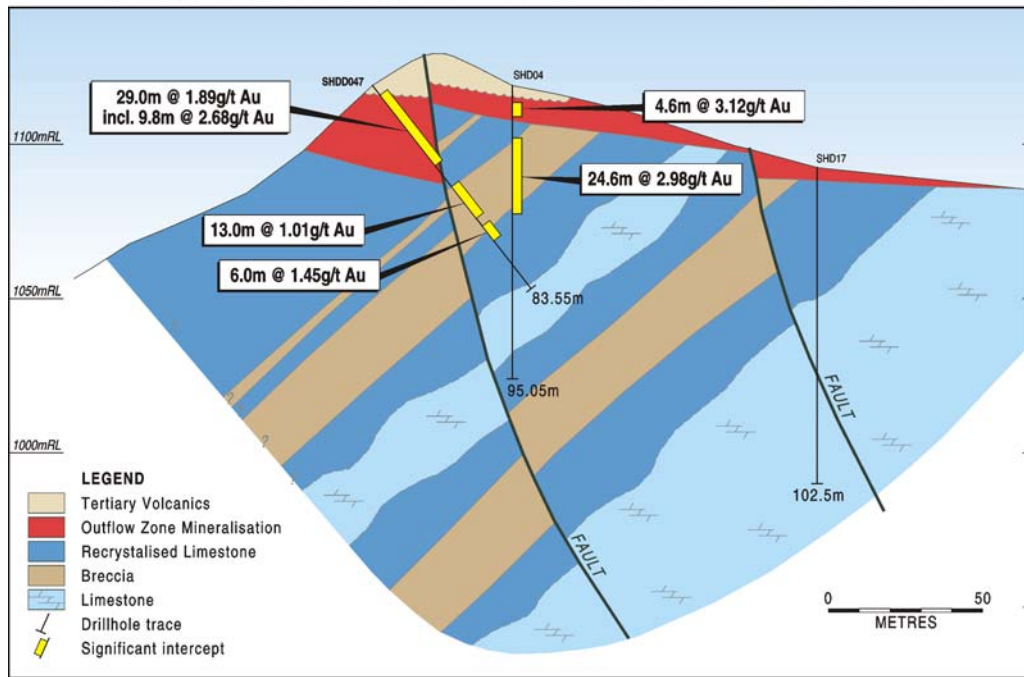 SHDD047
SHD04
29.0m @ 1.89g/t Au
incl. 9.8m @ 2.68g/t Au
4.6m @ 3.12g/t Au
1100mRL
SHD17
24.6m @ 2.98g/t Au
13.0m @ 1.01g/t Au
6.0m @ 1.45g/t Au
1050mRL
83.55m
95.05m
FAULT
?
?
1000mRL
102.5m
FAULT
LEGEND
Tertiary Volcanics
Outflow Zone Mineralisation
Recrystalised Limestone
Breccia
Limestone
Drillhole trace
Significant intercept
0 50
METRES